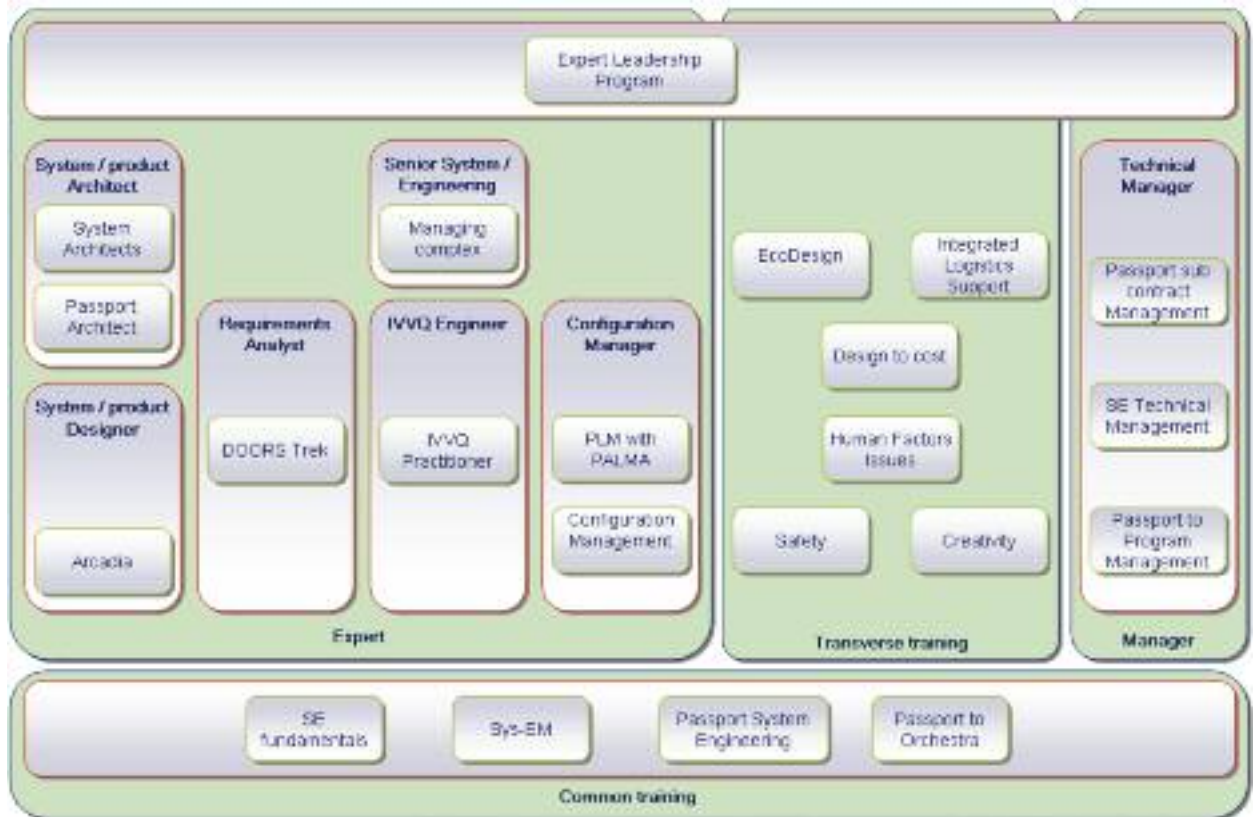 Expert Leadership
Program
System / product
Architect
System
Architects
Passport
Architect
System / product
Designer
Arcadia
Requirements
Analyst
DOORS Trek
Senior System /
Engineering
Managing
complex
IVVQ Engineer
IVVQ
Practitioner
Configuration
Manager
PLM with
PALMA
Configuration
Management
Expert
EcoDesign
Integrated
Logistics
Support
Design to cost
Human Factors
Issues
Safety
Creativity
Transverse training
Technical
Manager
Passport sub
contract
Management
SE Technical
Management
Passport to
Program
Management
Manager
SE
fundamentals
Sys-EM
Passport System
Engineering
Passport to
Orchestra
Common training